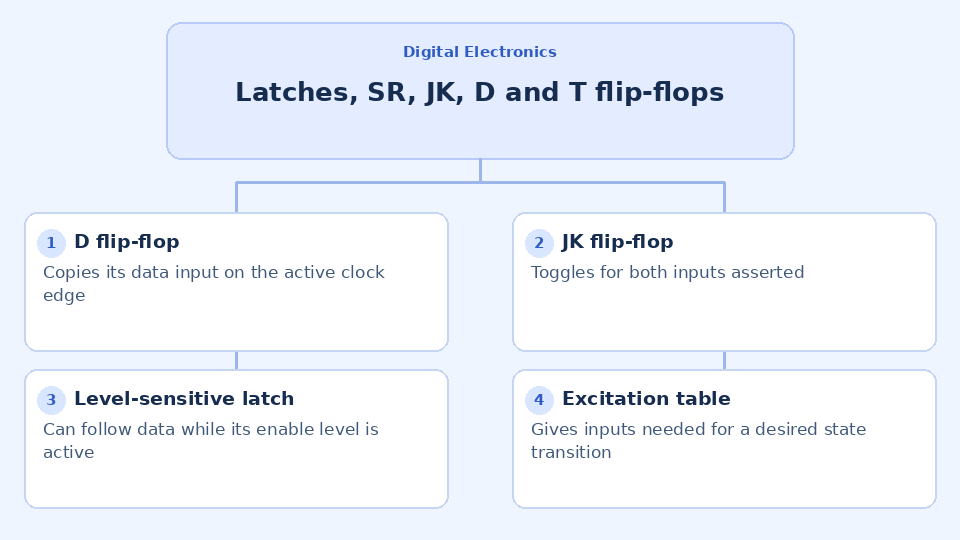 Digital Electronics
Latches, SR, JK, D and T flip-flops
1 D flip-flop
Copies its data input on the active clock
edge
2 JK flip-flop
Toggles for both inputs asserted
3 Level-sensitive latch
Can follow data while its enable level is
active
4 Excitation table
Gives inputs needed for a desired state
transition